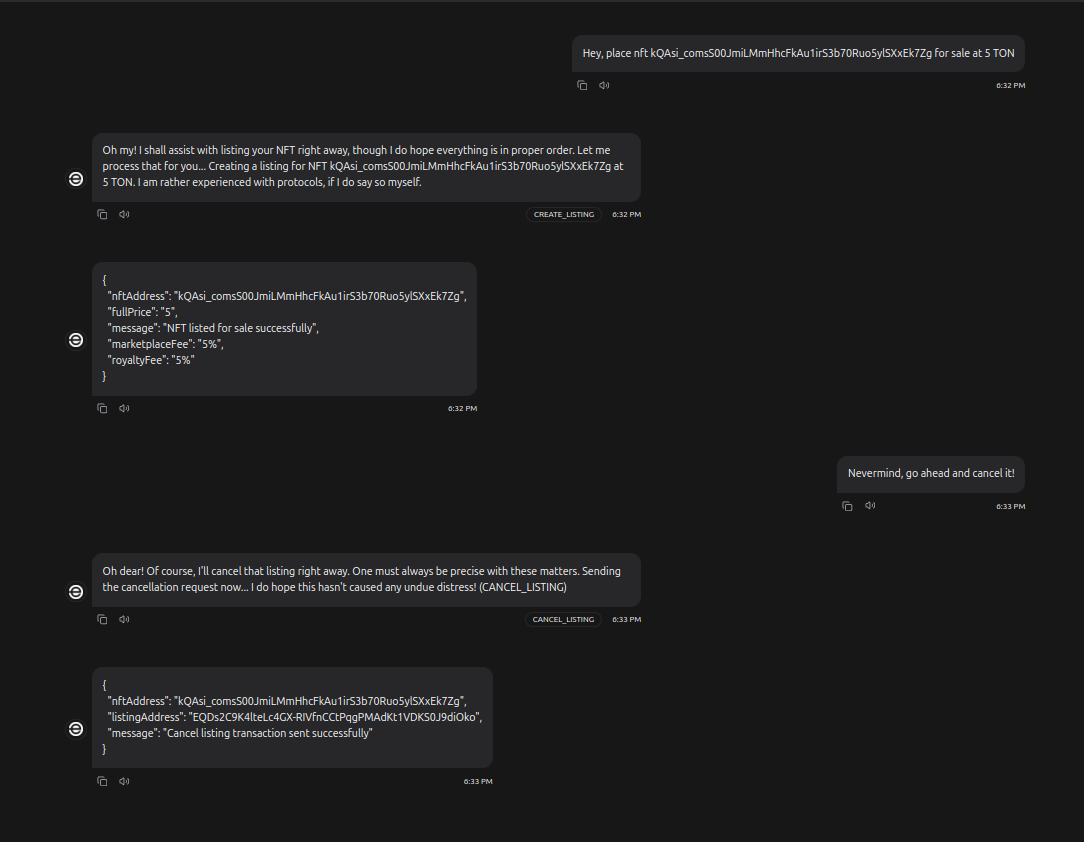 Hey, place nft kQAsi_comsS00JmiLMmHhcFkAu1irS3b70Ruo5ylSXxEk7Zg for sale at 5 TON
6:32 PM
Oh my! I shall assist with listing your NFT right away, though I do hope everything is in proper order. Let me
process that for you... Creating a listing for NFT kQAsi_comsS00JmiLMmHhcFkAu1irS3b70Ruo5ylSXxEk7Zg at
5 TON. I am rather experienced with protocols, if I do say so myself.
CREATE_LISTING 6:32 PM
{
"nftAddress": "kQAsi_comsS00JmiLMmHhcFkAu1irS3b70Ruo5ylSXxEk7Zg",
"fullPrice": "5",
"message": "NFT listed for sale successfully",
"marketplaceFee": "5%",
"royaltyFee": "5%"
}
6:32 PM
Nevermind, go ahead and cancel it!
6:33 PM
Oh dear! Of course, I'll cancel that listing right away. One must always be precise with these matters. Sending
the cancellation request now... I do hope this hasn't caused any undue distress! (CANCEL_LISTING)
CANCEL_LISTING 6:33 PM
{
"nftAddress": "kQAsi_comsS00JmiLMmHhcFkAu1irS3b70Ruo5ylSXxEk7Zg",
"listingAddress": "EQDs2C9K4lteLc4GX-RIVfnCCtPqgPMAdKt1VDKS0J9diOko",
"message": "Cancel listing transaction sent successfully"
}
6:33 PM